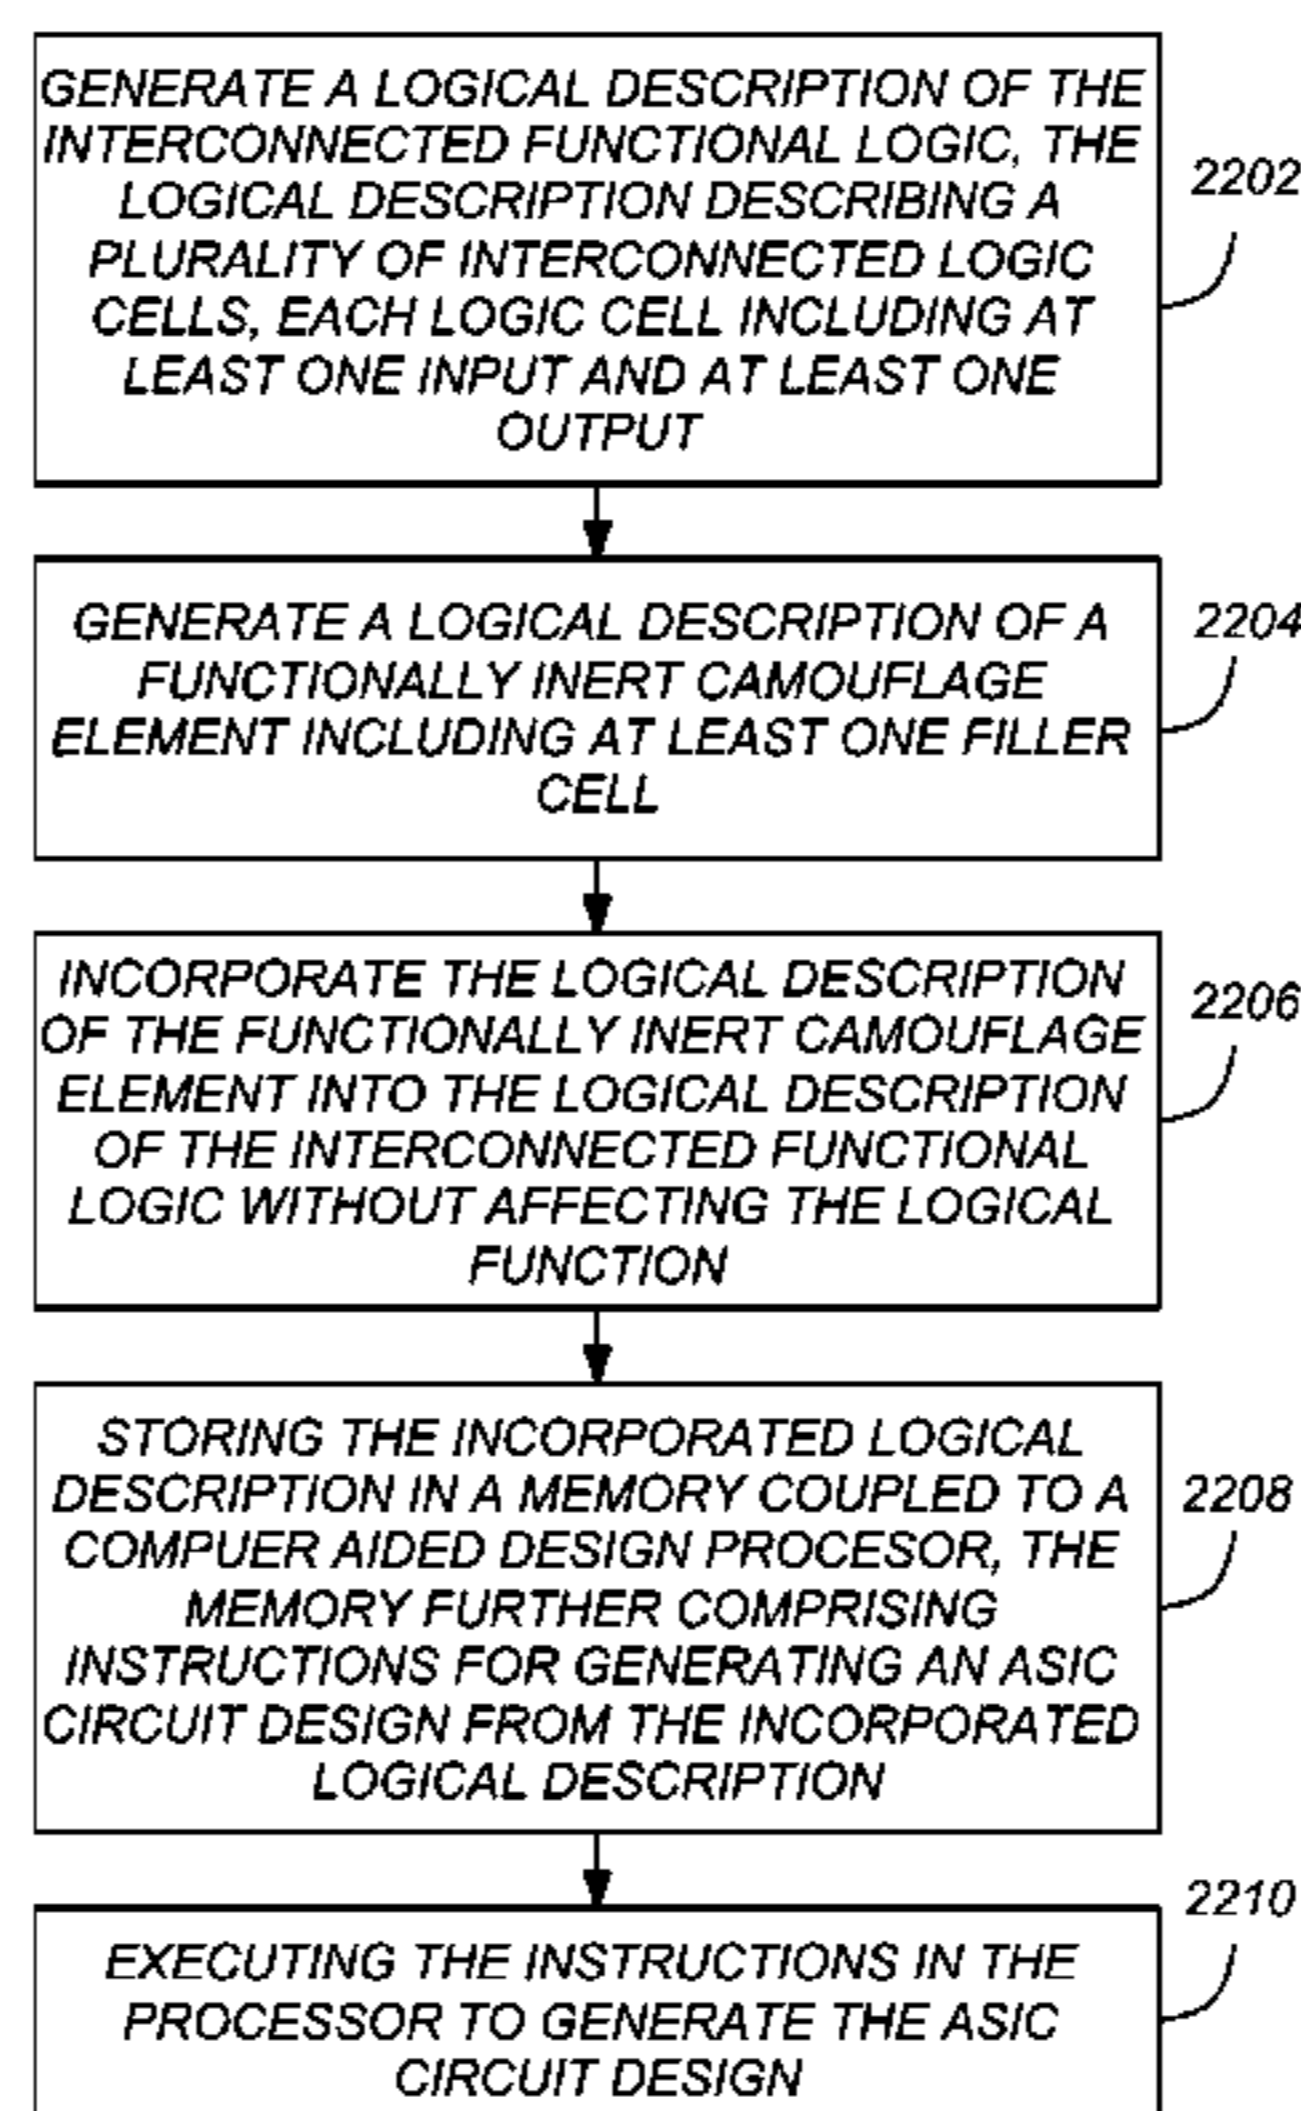 GENERATE A LOGICAL DESCRIPTION OF THE
INTERCONNECTED FUNCTIONAL LOGIC, THE
LOGICAL DESCRIPTION DESCRIBING A
PLURALITY OF INTERCONNECTED LOGIC
CELLS, EACH LOGIC CELL INCLUDING AT
LEAST ONE INPUT AND AT LEAST ONE
OUTPUT
2202
GENERATE A LOGICAL DESCRIPTION OF A
FUNCTIONALLY INERT CAMOUFLAGE
ELEMENT INCLUDING AT LEAST ONE FILLER
CELL
2204
INCORPORATE THE LOGICAL DESCRIPTION
OF THE FUNCTIONALLY INERT CAMOUFLAGE
ELEMENT INTO THE LOGICAL DESCRIPTION
OF THE INTERCONNECTED FUNCTIONAL
LOGIC WITHOUT AFFECTING THE LOGICAL
FUNCTION
2206
STORING THE INCORPORATED LOGICAL
DESCRIPTION IN A MEMORY COUPLED TO A
COMPUER AIDED DESIGN PROCESOR, THE
MEMORY FURTHER COMPRISING
INSTRUCTIONS FOR GENERATING AN ASIC
CIRCUIT DESIGN FROM THE INCORPORATED
LOGICAL DESCRIPTION
2208
EXECUTING THE INSTRUCTIONS IN THE
PROCESSOR TO GENERATE THE ASIC
CIRCUIT DESIGN
2210